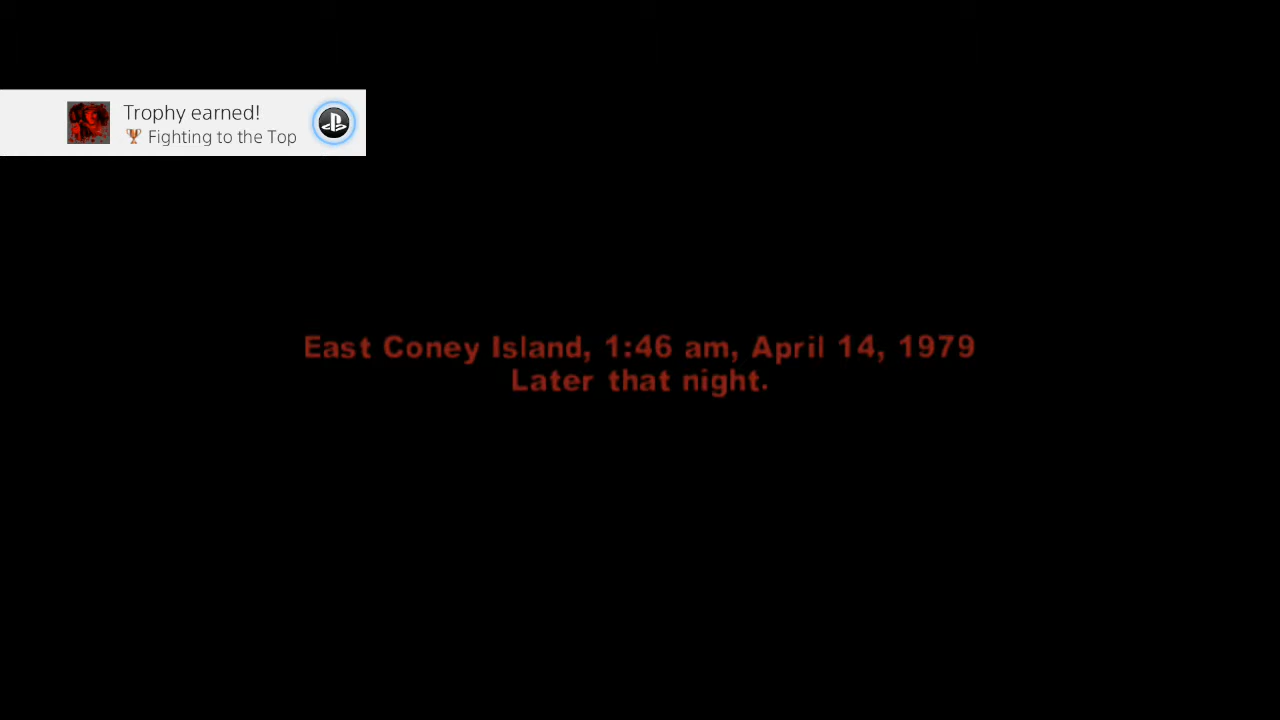 Trophy earned!
Fighting to the Top
East Coney Island, 1:46 am, April 14, 1979
Later that night.